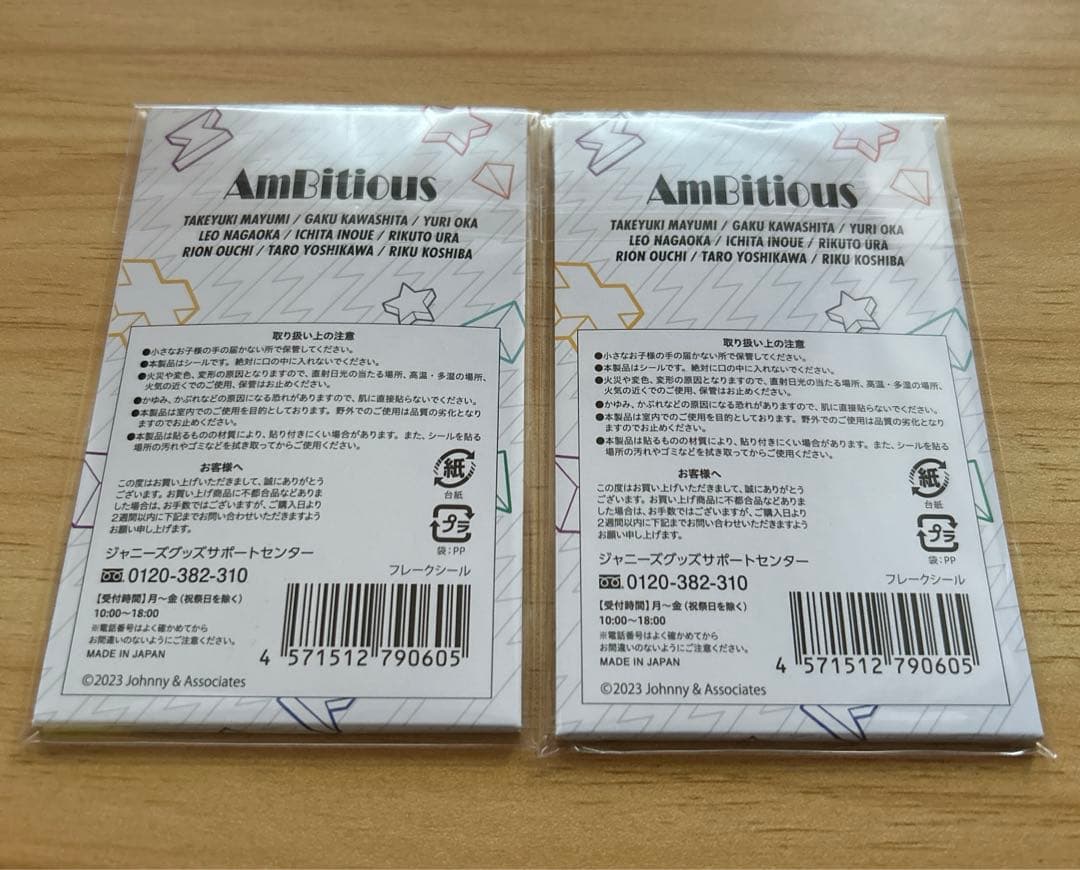 AmBitious
TAKEYUKI MAYUMI / GAKU KAWASHITA / YURI OKA
LEO NAGAOKA / ICHITA INOUE / RIKUTO URA
RION OUCHI / TARO YOSHIKAWA / RIKU KOSHIBA
取り扱い上の注意
●小さなお子様の手の届かない所で保管してください。
●本製品はシールです。絶対に口の中に入れないでください。
●火災や変色、変形の原因となりますので、直射日光の当たる場所、高温・多湿の場所、
火気の近くでのご使用、保管はお止めください。
●かゆみ、かぶれなどの原因になる恐れがありますので、肌に直接貼らないでください。
●本製品は室内でのご使用を目的としております。野外でのご使用は品質の劣化となり
ますのでお止めください。
●本製品は貼るものの材質により、貼り付きにくい場合があります。また、シールを貼る
場所の汚れやゴミなどを拭き取ってからご使用ください。
お客様へ
この度はお買い上げいただきまして、誠にありがとう
ございます。お買い上げ商品に不都合品などありま
した場合は、お手数ではございますが、ご購入日より
2週間以内に下記までお問い合わせいただきますよう
お願い申し上げます。
紙
台紙
プラ
袋:PP
ジャニーズグッズサポートセンター
0120-382-310
フレークシール
【受付時間】月〜金(祝祭日を除く)
10:00〜18:00
※電話番号はよく確かめてから
お間違いのないようにご注意ください。
MADE IN JAPAN
4 571512 790605
©2023 Johnny & Associates
AmBitious
TAKEYUKI MAYUMI / GAKU KAWASHITA / YURI OKA
LEO NAGAOKA / ICHITA INOUE / RIKUTO URA
RION OUCHI / TARO YOSHIKAWA / RIKU KOSHIBA
取り扱い上の注意
●小さなお子様の手の届かない所で保管してください。
●本製品はシールです。絶対に口の中に入れないでください。
●火災や変色、変形の原因となりますので、直射日光の当たる場所、高温・多湿の場所、
火気の近くでのご使用、保管はお止めください。
●かゆみ、かぶれなどの原因になる恐れがありますので、肌に直接貼らないでください。
●本製品は室内でのご使用を目的としております。野外でのご使用は品質の劣化となり
ますのでお止めください。
●本製品は貼るものの材質により、貼り付きにくい場合があります。また、シールを貼る
場所の汚れやゴミなどを拭き取ってからご使用ください。
お客様へ
この度はお買い上げいただきまして、誠にありがとう
ございます。お買い上げ商品に不都合品などありま
した場合は、お手数ではございますが、ご購入日より
2週間以内に下記までお問い合わせいただきますよう
お願い申し上げます。
紙
台紙
プラ
袋:PP
ジャニーズグッズサポートセンター
0120-382-310
フレークシール
【受付時間】月〜金(祝祭日を除く)
10:00〜18:00
※電話番号はよく確かめてから
お間違いのないようにご注意ください。
MADE IN JAPAN
4 571512 790605
©2023 Johnny & Associates